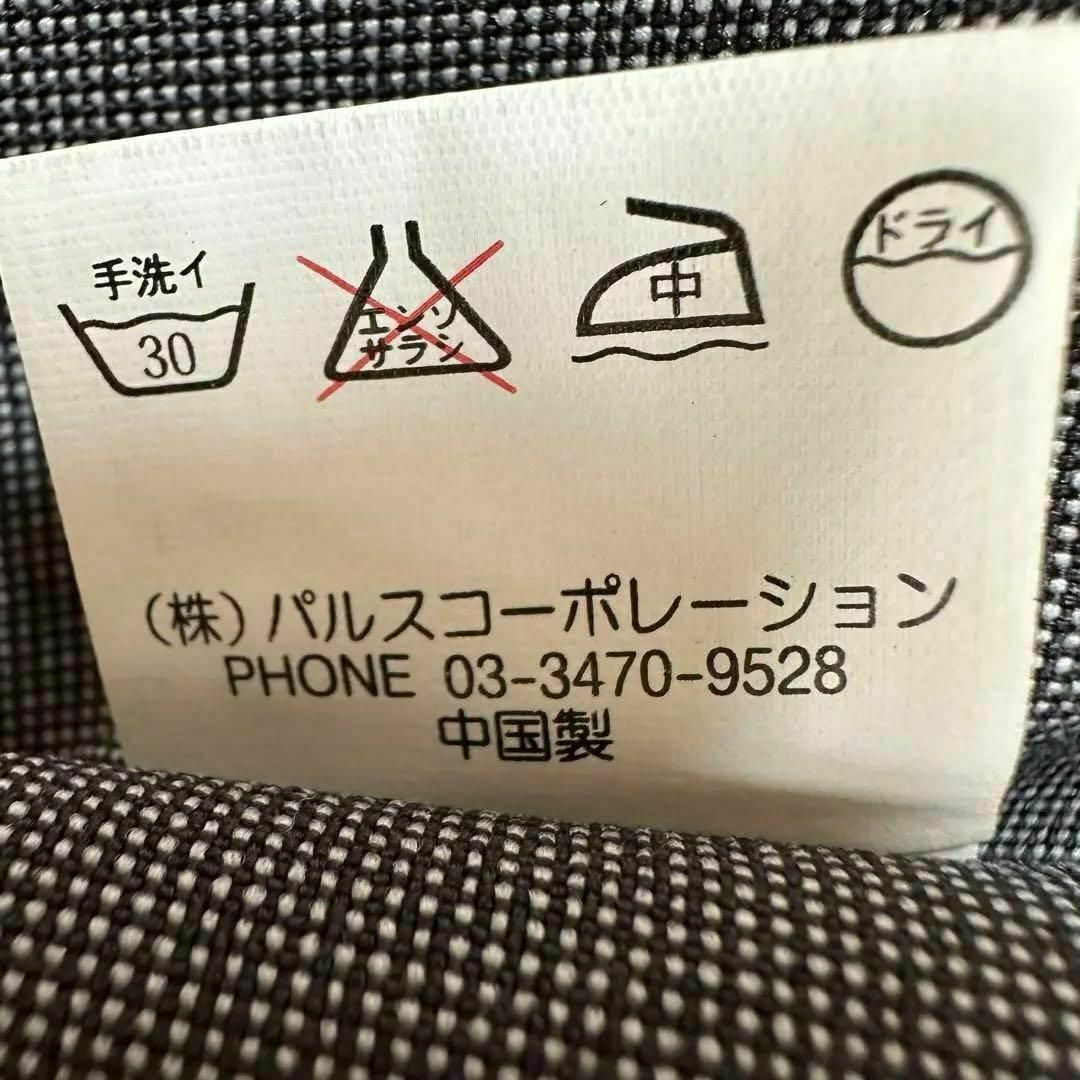 手洗イ
30
エンソ
サラシ
中
ドライ
(株)パルスコーポレーション
PHONE 03-3470-9528
中国製